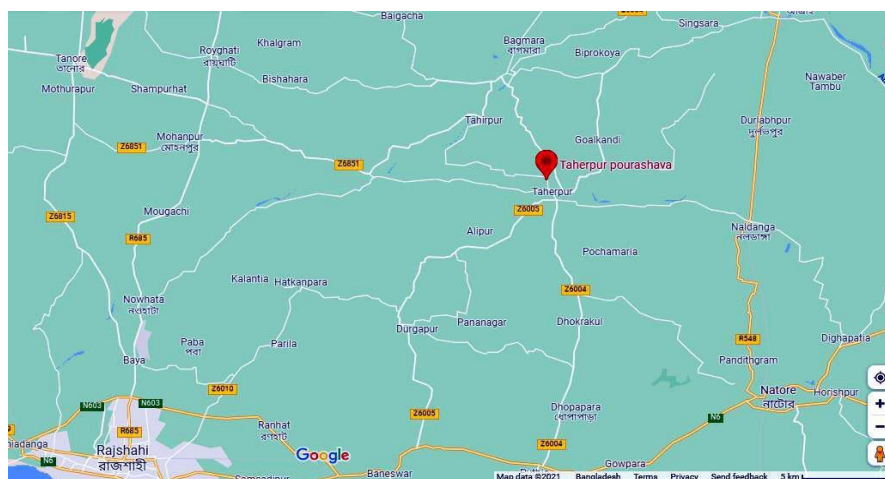 Baigacha
Singsara
Bagmara
বাগমারা
Khalgram
Royghati
রায়ঘাটি
Biprokoya
Tanore
তানোর
Bishahara
Nawaber
Tambu
Mothurapur
Shampurhat
Tahirpur
Durlabhpur
দুর্লভপুর
Mohanpur
মোহনপুর
Z6851
Z6851
Goalkandi
Taherpur pourashava
Taherpur
Z6815
Mougachi
Z6005
R685
Alipur
Naldanga
নলডাঙ্গা
Pochamaria
Kalantia
Hatkanpara
Z6004
Nowhata
নওহাটা
Durgapur
Pananagar
Dhokrakul
Paba
পবা
Parila
R548
Dighapatia
Baya
Pandithgram
Z6010
Natore
নাটোর
Horishpur
N603
N603
Z6005
Dhopapara
ধোপাপাড়া
N6
Ranhat
রণহাট
R685
Rajshahi
রাজশাহী
Google
Z6004
Gowpara
N6
Baneswar
Map data ©2021 Bangladesh Terms Privacy Send feedback 5 km